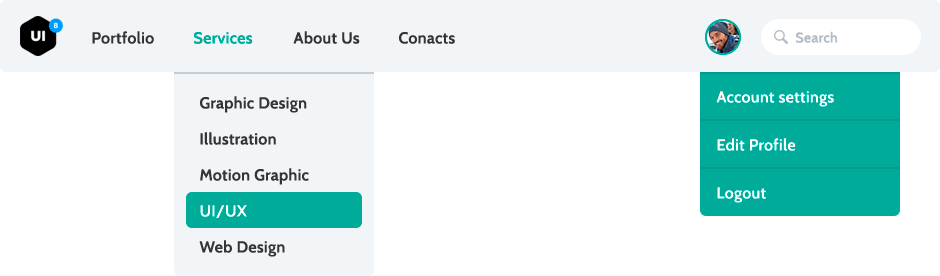 UI 8
Portfolio Services About Us Conacts Search
Graphic Design
Illustration
Motion Graphic
UI/UX
Web Design
Account settings
Edit Profile
Logout